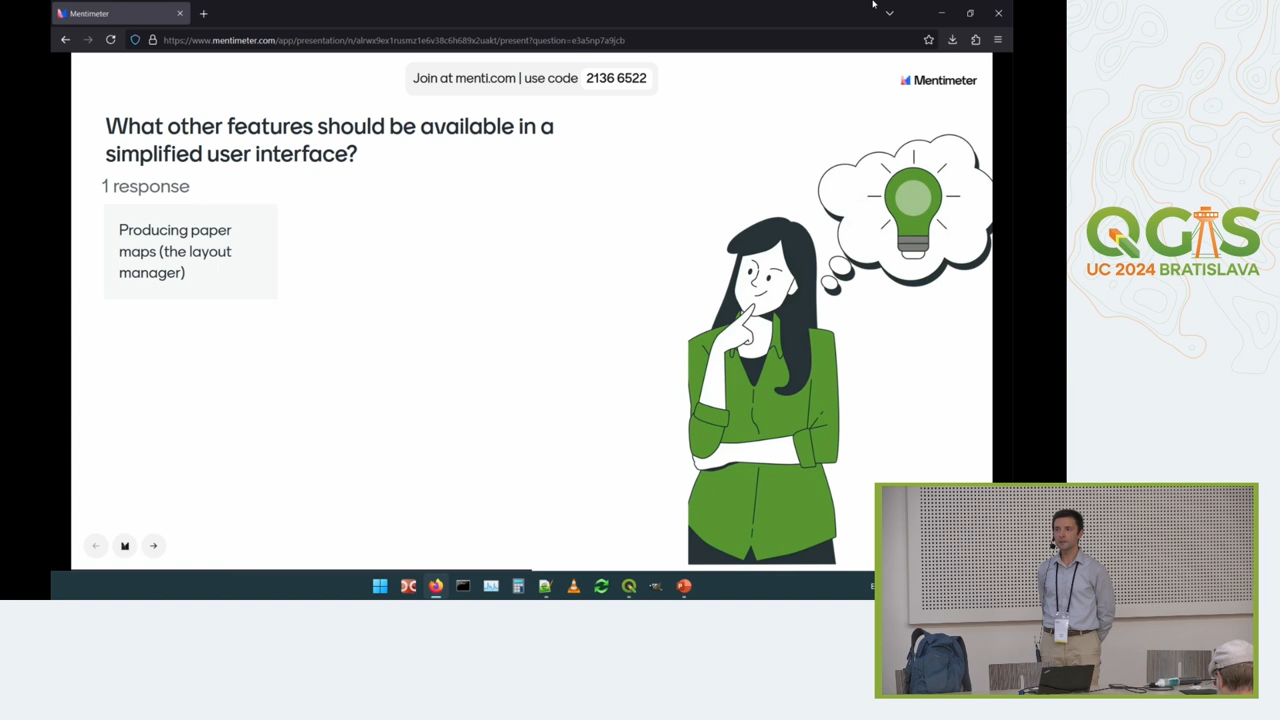 Mentimeter
https://www.mentimeter.com/app/presentation/n/alrwx9ex1rusmz1e6v38c6h689x2uakt/present?question=e3a5np7a9jcb
Join at menti.com | use code 2136 6522
Mentimeter
What other features should be available in a
simplified user interface?
1 response
Producing paper
maps (the layout
manager)
QGIS
UC 2024 BRATISLAVA